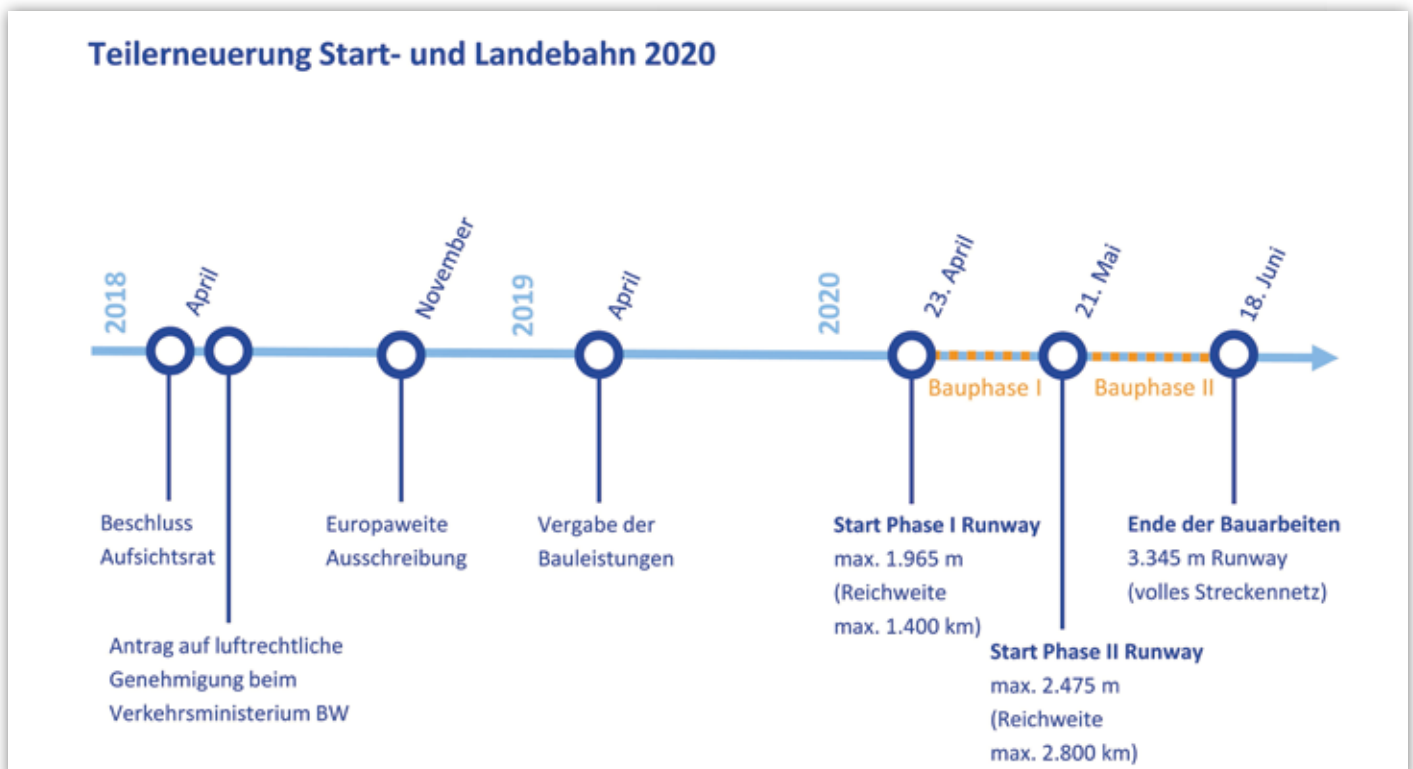 Teilerneuerung Start- und Landebahn 2020
2018
April
November
2019
April
2020
23. April
21. Mai
18. Juni
Bauphase I
Bauphase II
Beschluss
Aufsichtsrat
Antrag auf luftrechtliche
Genehmigung beim
Verkehrsministerium BW
Europaweite
Ausschreibung
Vergabe der
Bauleistungen
Start Phase I Runway
max. 1.965 m
(Reichweite
max. 1.400 km)
Start Phase II Runway
max. 2.475 m
(Reichweite
max. 2.800 km)
Ende der Bauarbeiten
3.345 m Runway
(volles Streckennetz)